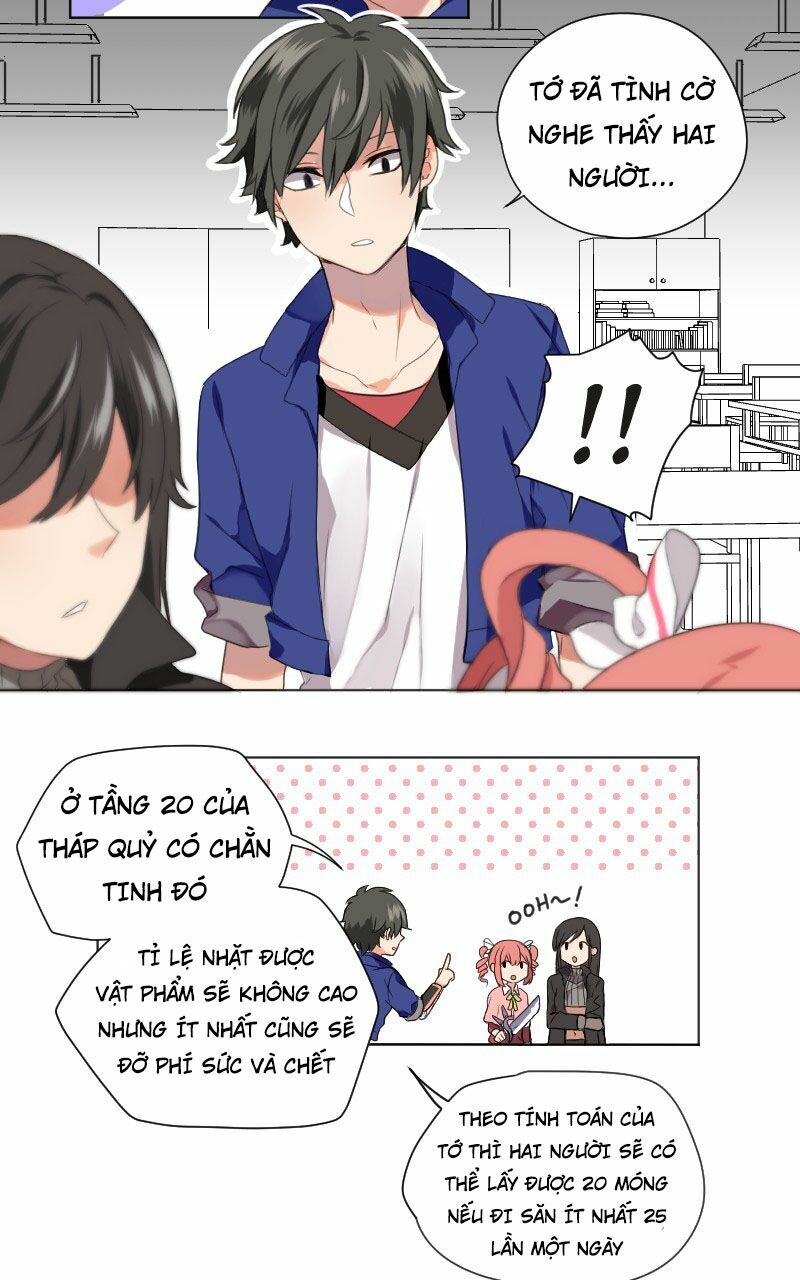 TỚ ĐÃ TÌNH CỜ
NGHE THẤY HAI
NGƯỜI...
!!
Ở TẦNG 20 CỦA
THÁP QUỶ CÓ CHẰN
TINH ĐÓ
TỈ LỆ NHẶT ĐƯỢC
VẬT PHẨM SẼ KHÔNG CAO
NHƯNG ÍT NHẤT CŨNG SẼ
ĐỠ PHÍ SỨC VÀ CHẾT
OOH~!
THEO TÍNH TOÁN CỦA
TỚ THÌ HAI NGƯỜI SẼ CÓ
THỂ LẤY ĐƯỢC 20 MÓNG
NẾU ĐI SĂN ÍT NHẤT 25
LẦN MỘT NGÀY